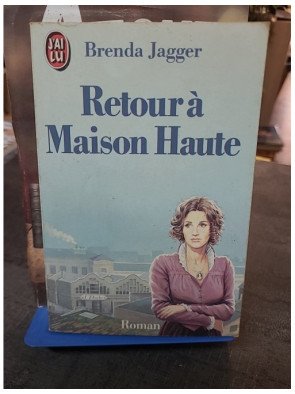 J'AI
LU
Brenda Jagger
Retour à
Maison Haute
Roman